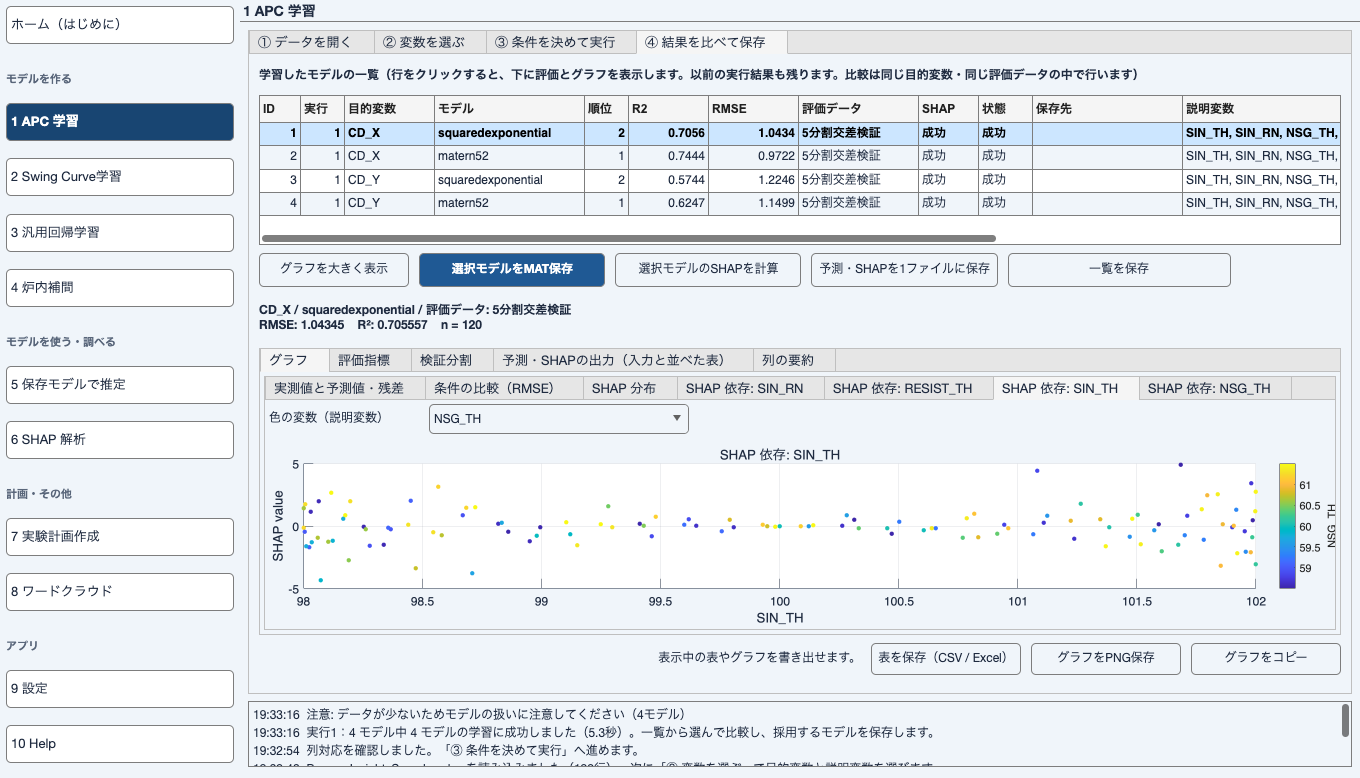 ホーム（はじめに）
モデルを作る
1 APC 学習
2 Swing Curve学習
3 汎用回帰学習
4 炉内補間
モデルを使う・調べる
5 保存モデルで推定
6 SHAP 解析
計画・その他
7 実験計画作成
8 ワードクラウド
アプリ
9 設定
10 Help
1 APC 学習
① データを開く ② 変数を選ぶ ③ 条件を決めて実行 ④ 結果を比べて保存
学習したモデルの一覧（行をクリックすると、下に評価とグラフを表示します。以前の実行結果も残ります。比較は同じ目的変数・同じ評価データの中で行います）
ID 実行 目的変数 モデル 順位 R2 RMSE 評価データ SHAP 状態 保存先 説明変数
1 1 CD_X squaredexponential 2 0.7056 1.0434 5分割交差検証 成功 成功 SIN_TH, SIN_RN, NSG_TH,
2 1 CD_X matern52 1 0.7444 0.9722 5分割交差検証 成功 成功 SIN_TH, SIN_RN, NSG_TH,
3 1 CD_Y squaredexponential 2 0.5744 1.2246 5分割交差検証 成功 成功 SIN_TH, SIN_RN, NSG_TH,
4 1 CD_Y matern52 1 0.6247 1.1499 5分割交差検証 成功 成功 SIN_TH, SIN_RN, NSG_TH,
グラフを大きく表示 選択モデルをMAT保存 選択モデルのSHAPを計算 予測・SHAPを1ファイルに保存 一覧を保存
CD_X / squaredexponential / 評価データ: 5分割交差検証
RMSE: 1.04345 R²: 0.705557 n = 120
グラフ 評価指標 検証分割 予測・SHAPの出力（入力と並べた表） 列の要約
実測値と予測値・残差 条件の比較（RMSE） SHAP 分布 SHAP 依存: SIN_RN SHAP 依存: RESIST_TH SHAP 依存: SIN_TH SHAP 依存: NSG_TH
色の変数（説明変数） NSG_TH
SHAP 依存: SIN_TH
SHAP value
5
0
-5
98 98.5 99 99.5 100 100.5 101 101.5 102
SIN_TH
61
60.5
60
59.5
59
NSG_TH
表示中の表やグラフを書き出せます。 表を保存（CSV / Excel） グラフをPNG保存 グラフをコピー
19:33:16 注意: データが少ないためモデルの扱いに注意してください（4モデル）
19:33:16 実行1：4 モデル中 4 モデルの学習に成功しました（5.3秒）。一覧から選んで比較し、採用するモデルを保存します。
19:32:54 列対応を確認しました。「③ 条件を決めて実行」へ進めます。